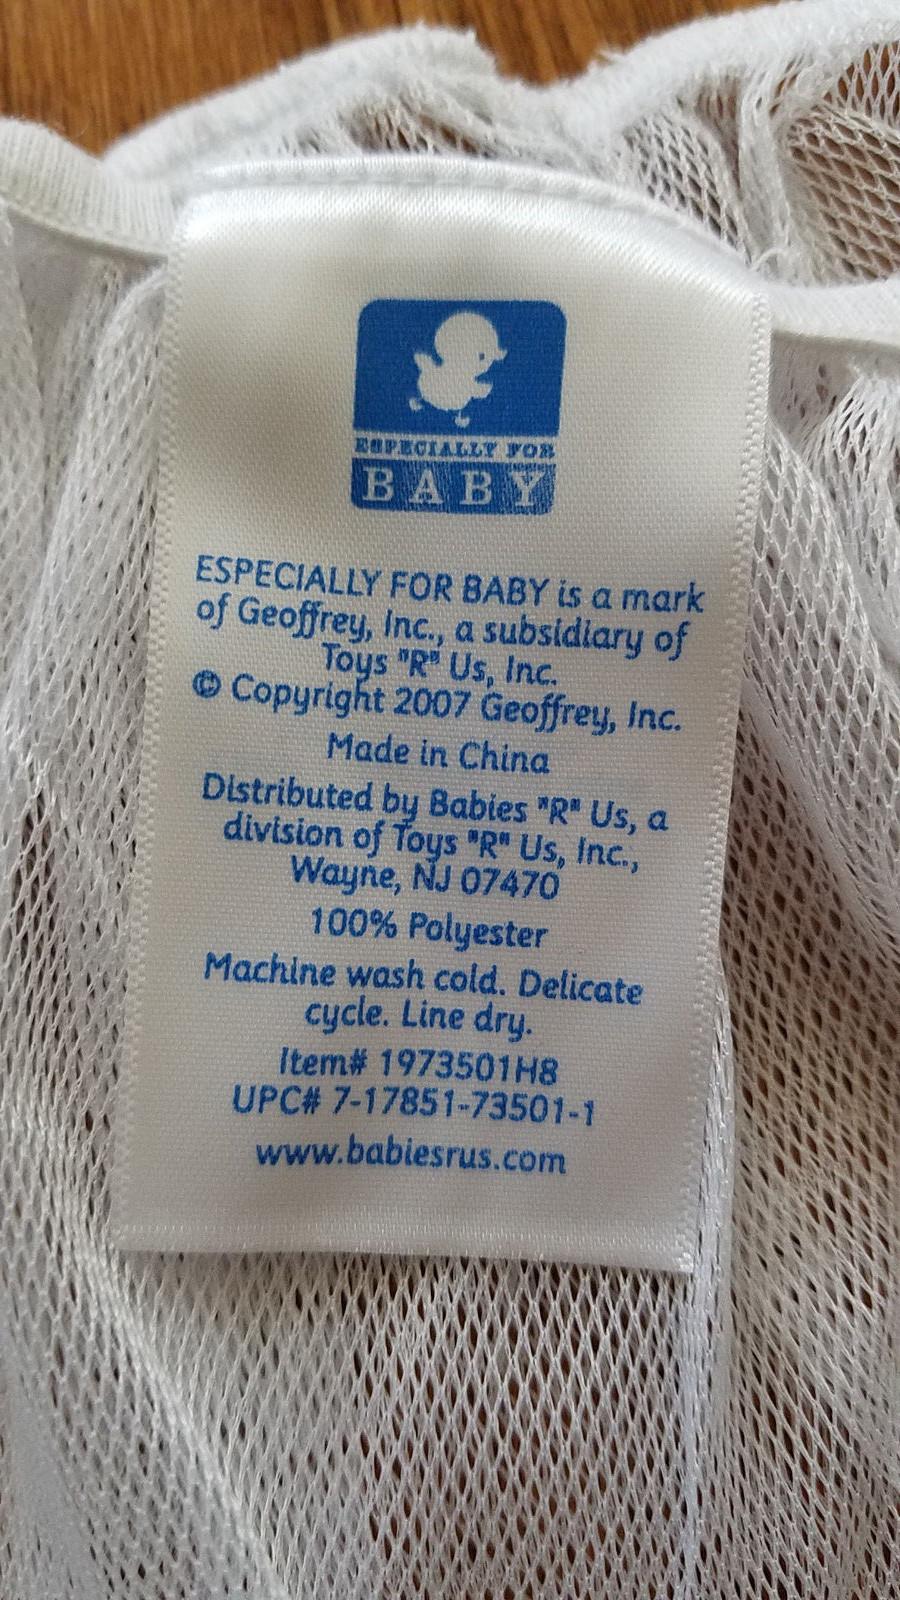 ESPECIALLY FOR
BABY
ESPECIALLY FOR BABY is a mark
of Geoffrey, Inc., a subsidiary of
Toys "R" Us, Inc.
© Copyright 2007 Geoffrey, Inc.
Made in China
Distributed by Babies "R" Us, a
division of Toys "R" Us, Inc.,
Wayne, NJ 07470
100% Polyester
Machine wash cold. Delicate
cycle. Line dry.
Item# 1973501H8
UPC# 7-17851-73501-1
www.babiesrus.com